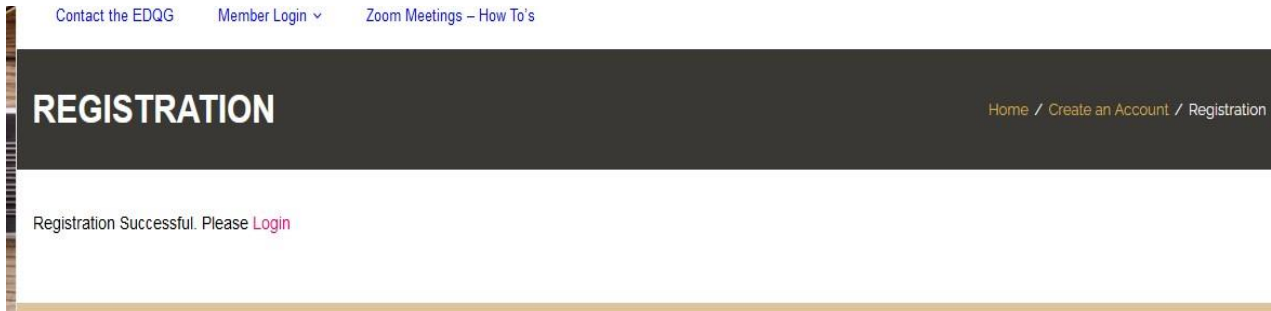 Contact the EDQG Member Login Zoom Meetings – How To's
REGISTRATION
Home / Create an Account / Registration
Registration Successful. Please Login